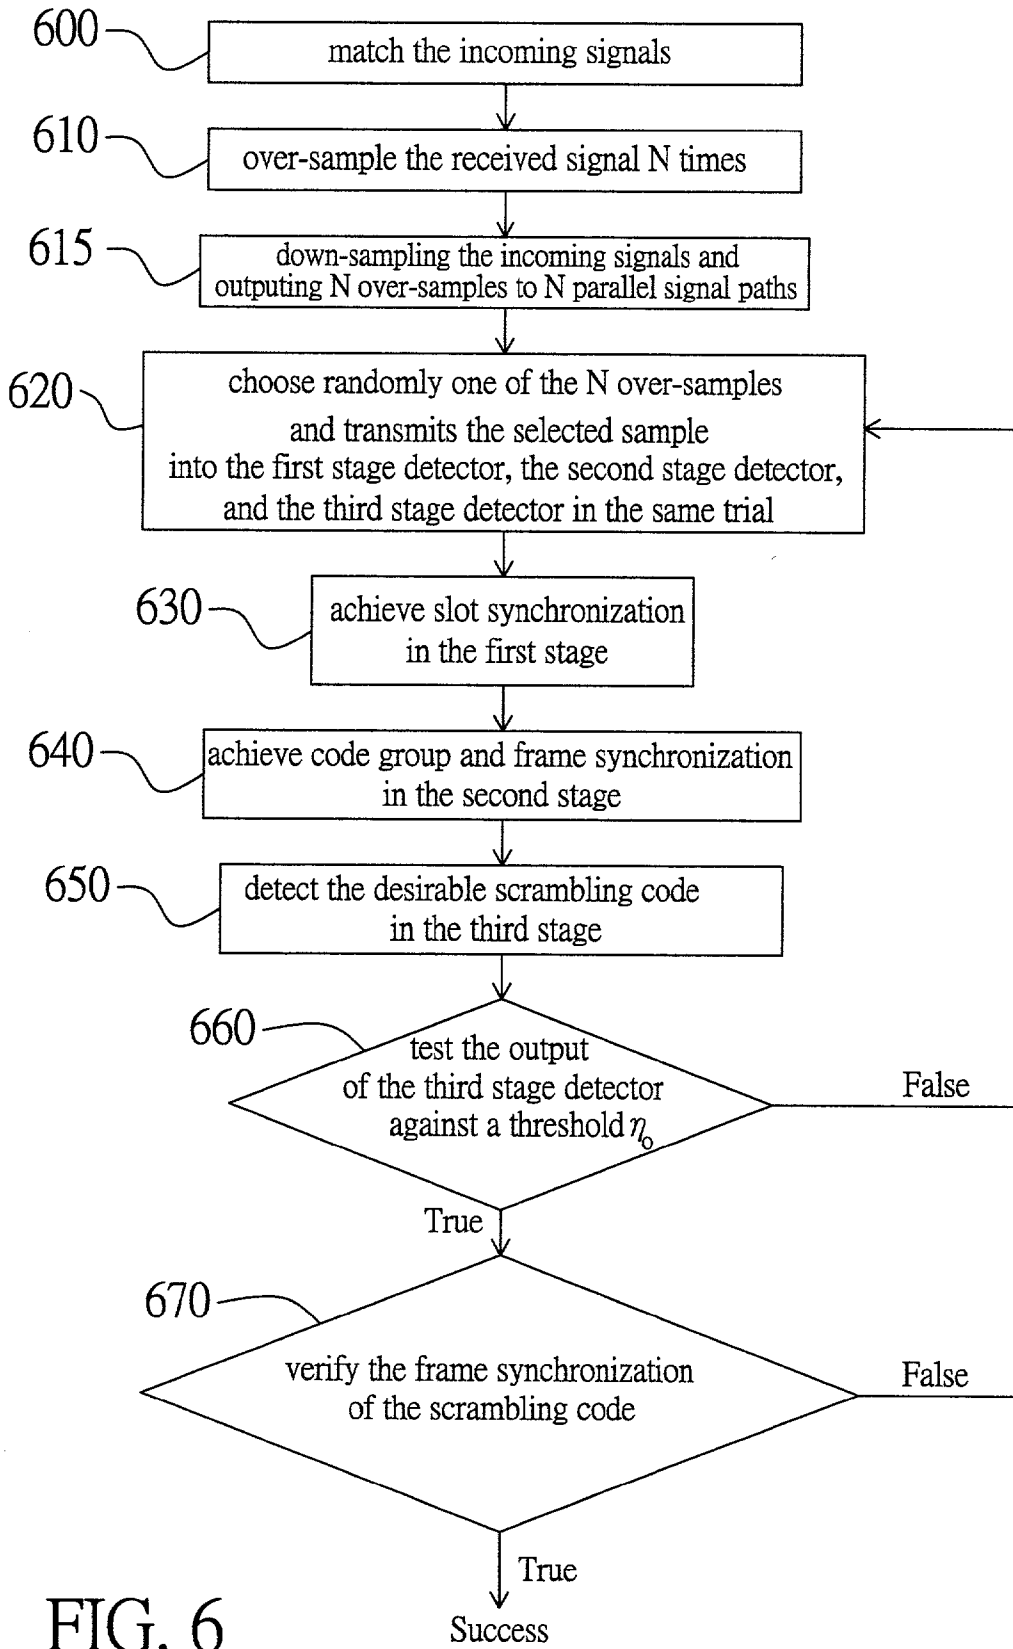 600
match the incoming signals
610
over-sample the received signal N times
615
down-sampling the incoming signals and
outputing N over-samples to N parallel signal paths
620
choose randomly one of the N over-samples
and transmits the selected sample
into the first stage detector, the second stage detector,
and the third stage detector in the same trial
630
achieve slot synchronization
in the first stage
640
achieve code group and frame synchronization
in the second stage
650
detect the desirable scrambling code
in the third stage
660
test the output
of the third stage detector
against a threshold η₀
False
True
670
verify the frame synchronization
of the scrambling code
False
True
Success
FIG. 6